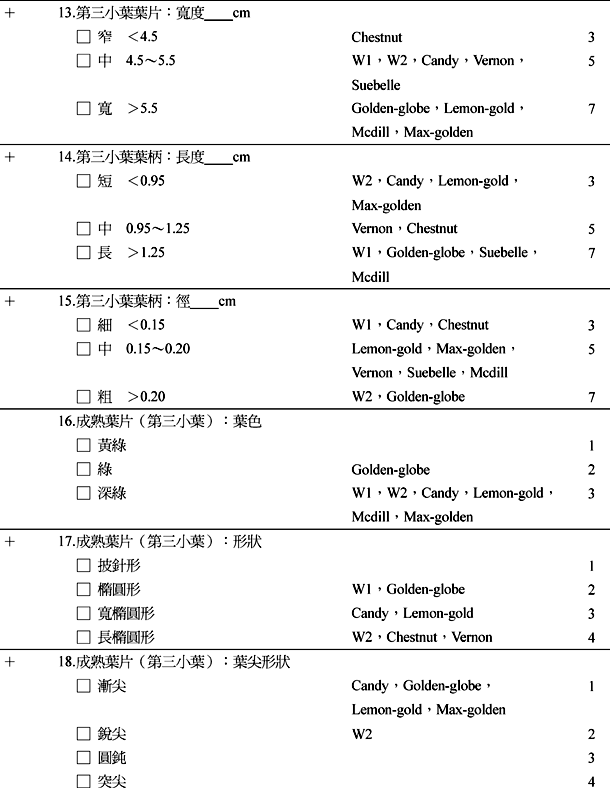 ＋ 13.第三小葉葉片：寬度____cm
□ 窄 ＜4.5 Chestnut 3
□ 中 4.5～5.5 W1，W2，Candy，Vernon， 5
Suebelle
□ 寬 ＞5.5 Golden-globe，Lemon-gold， 7
Mcdill，Max-golden
＋ 14.第三小葉葉柄：長度____cm
□ 短 ＜0.95 W2，Candy，Lemon-gold， 3
Max-golden
□ 中 0.95～1.25 Vernon，Chestnut 5
□ 長 ＞1.25 W1，Golden-globe，Suebelle， 7
Mcdill
＋ 15.第三小葉葉柄：徑____cm
□ 細 ＜0.15 W1，Candy，Chestnut 3
□ 中 0.15～0.20 Lemon-gold，Max-golden， 5
Vernon，Suebelle，Mcdill
□ 粗 ＞0.20 W2，Golden-globe 7
16.成熟葉片（第三小葉）：葉色
□ 黃綠 1
□ 綠 Golden-globe 2
□ 深綠 W1，W2，Candy，Lemon-gold， 3
Mcdill，Max-golden
＋ 17.成熟葉片（第三小葉）：形狀
□ 披針形 1
□ 橢圓形 W1，Golden-globe 2
□ 寬橢圓形 Candy，Lemon-gold 3
□ 長橢圓形 W2，Chestnut，Vernon 4
＋ 18.成熟葉片（第三小葉）：葉尖形狀
□ 漸尖 Candy，Golden-globe， 1
Lemon-gold，Max-golden
□ 銳尖 W2 2
□ 圓鈍 3
□ 突尖 4